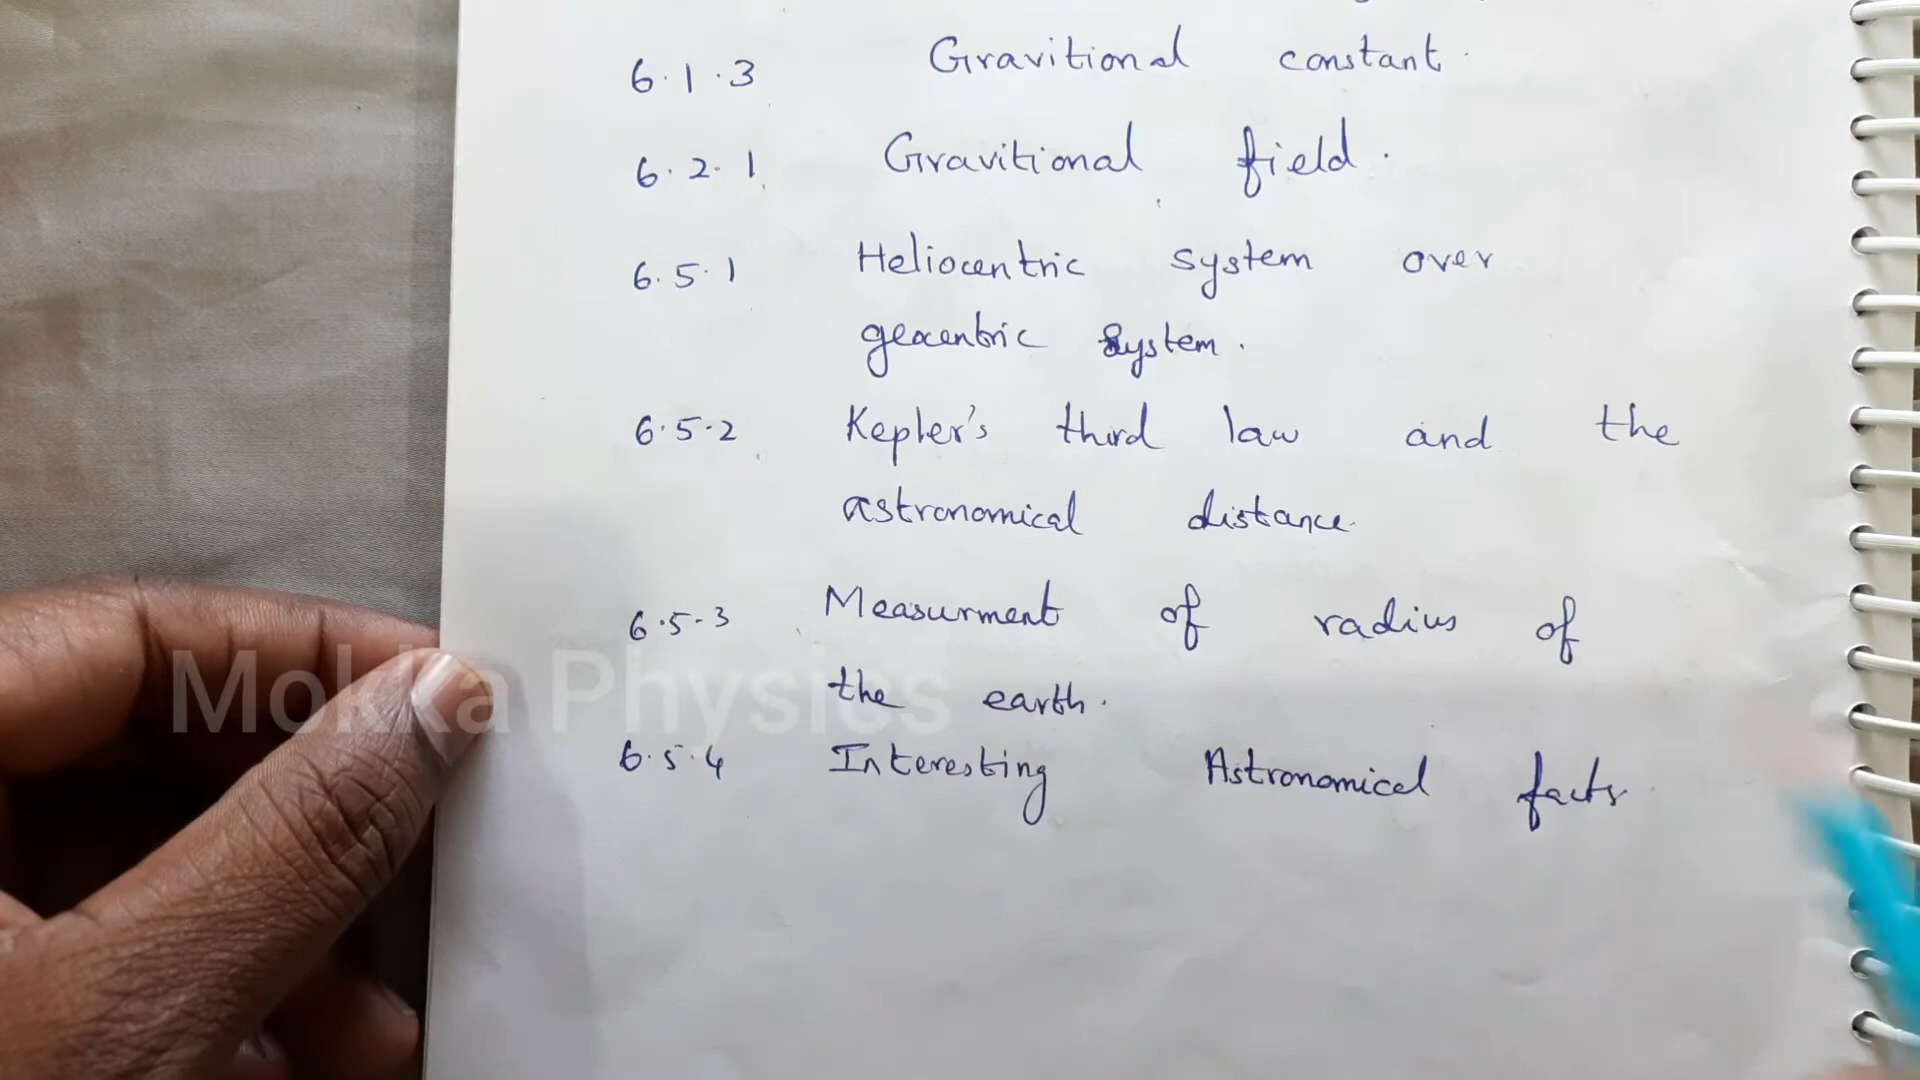 6.1.3 Gravitional constant.
6.2.1. Gravitional field.
6.5.1 Heliocentric system over
geocentric system.
6.5.2 Kepler's third law and the
astronomical distance.
6.5.3 Measurment of radius of
the earth.
Mokka Physics
6.5.4 Interesting Astronomical facts